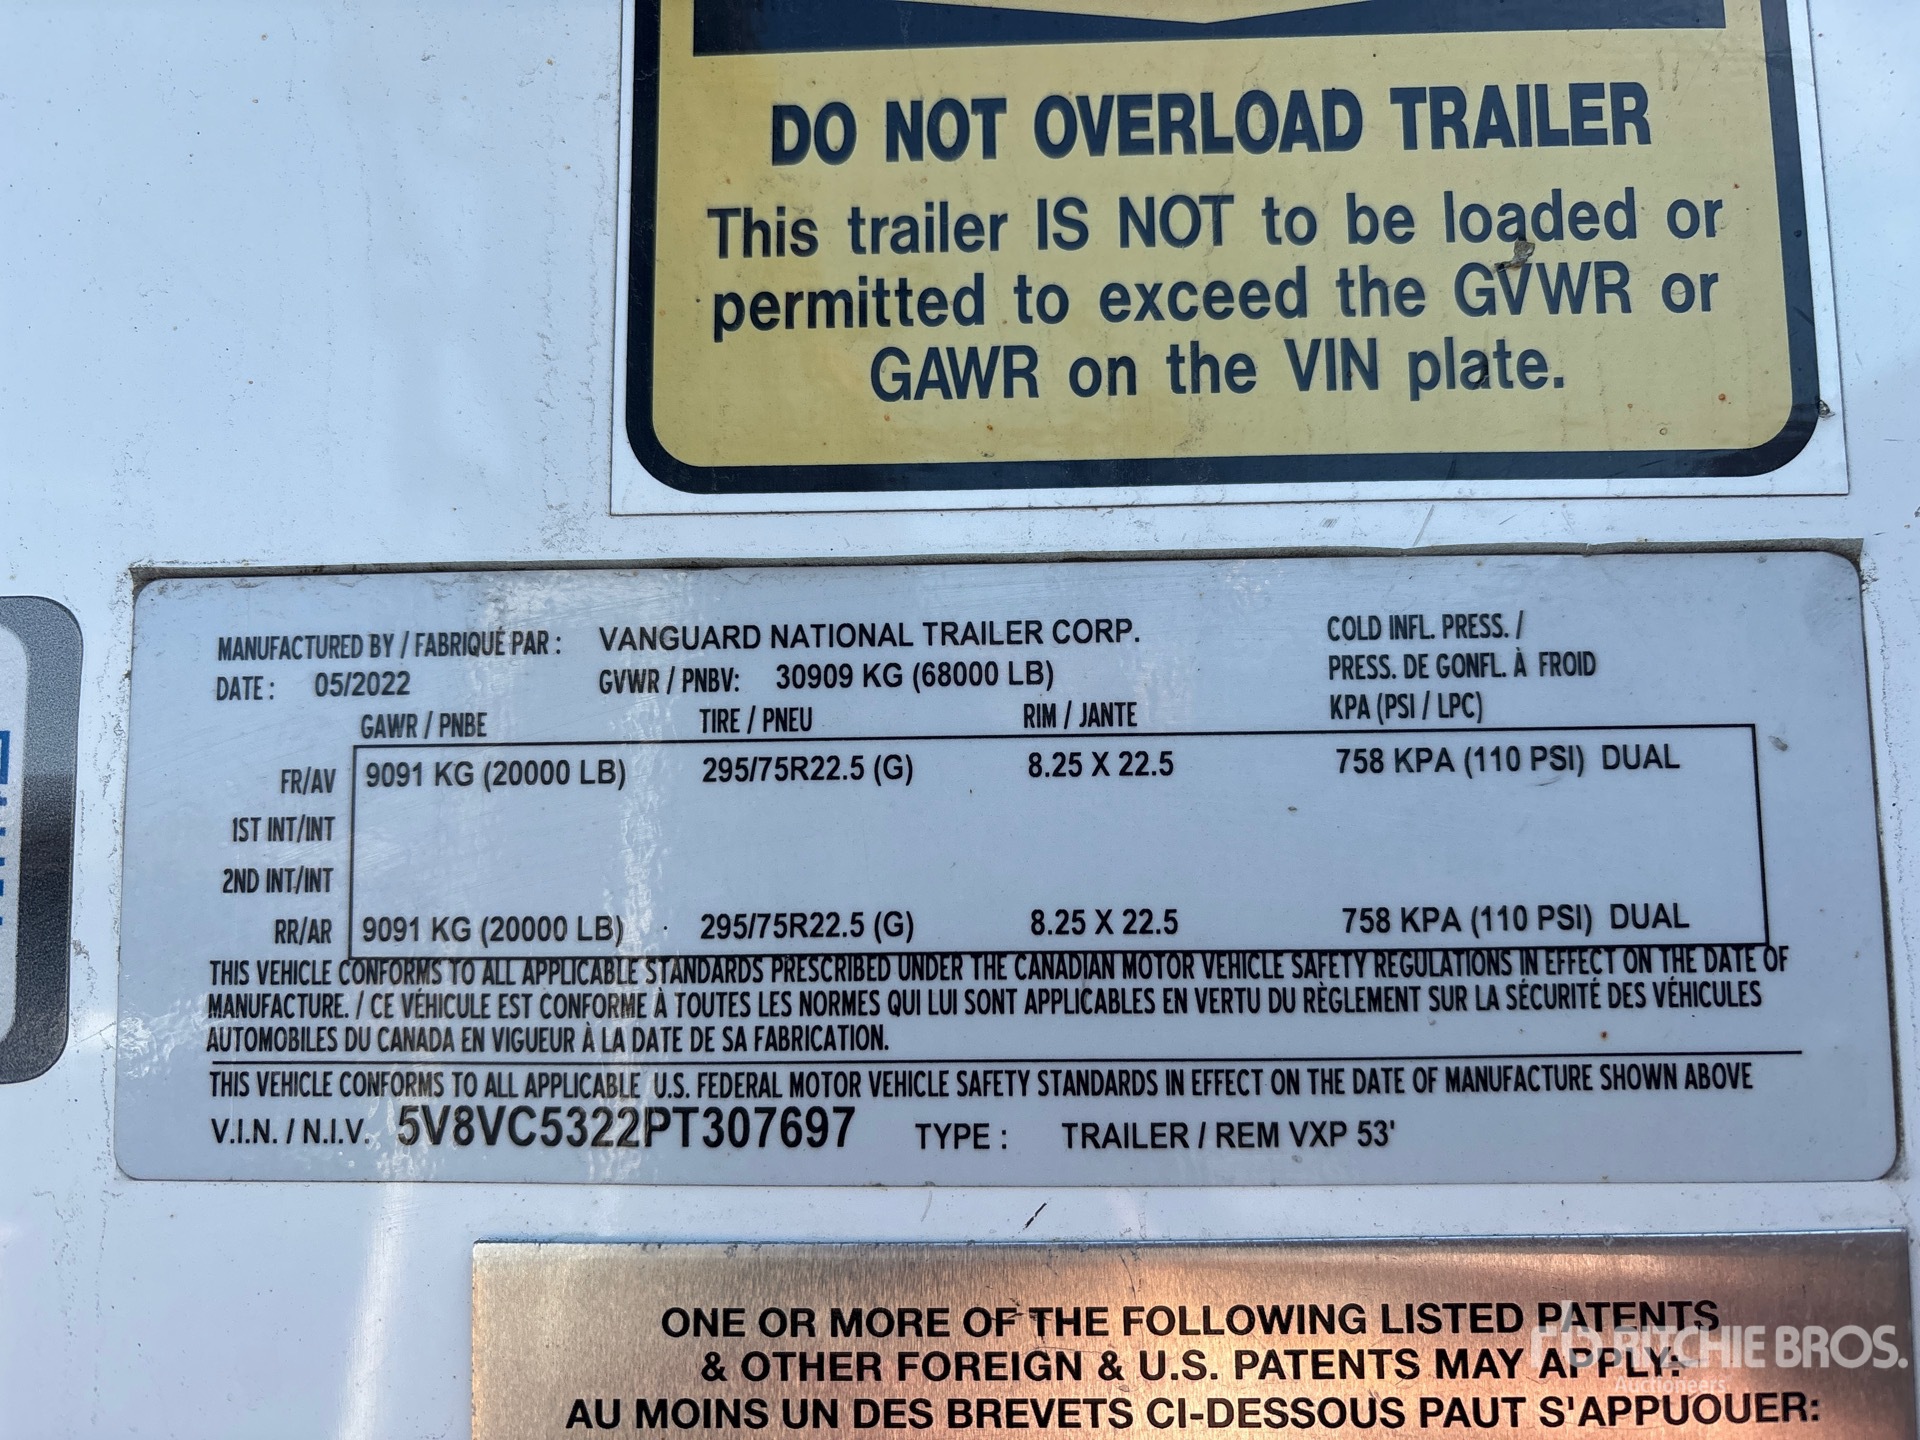 DO NOT OVERLOAD TRAILER
This trailer IS NOT to be loaded or
permitted to exceed the GVWR or
GAWR on the VIN plate.
MANUFACTURED BY / FABRIQUÉ PAR : VANGUARD NATIONAL TRAILER CORP. COLD INFL. PRESS. /
DATE : 05/2022 GVWR / PNBV: 30909 KG (68000 LB) PRESS. DE GONFL. À FROID
GAWR / PNBE TIRE / PNEU RIM / JANTE KPA (PSI / LPC)
FR/AV 9091 KG (20000 LB) 295/75R22.5 (G) 8.25 X 22.5 758 KPA (110 PSI) DUAL
1ST INT/INT
2ND INT/INT
RR/AR 9091 KG (20000 LB) 295/75R22.5 (G) 8.25 X 22.5 758 KPA (110 PSI) DUAL
THIS VEHICLE CONFORMS TO ALL APPLICABLE STANDARDS PRESCRIBED UNDER THE CANADIAN MOTOR VEHICLE SAFETY REGULATIONS IN EFFECT ON THE DATE OF
MANUFACTURE. / CE VÉHICULE EST CONFORME À TOUTES LES NORMES QUI LUI SONT APPLICABLES EN VERTU DU RÈGLEMENT SUR LA SÉCURITÉ DES VÉHICULES
AUTOMOBILES DU CANADA EN VIGUEUR À LA DATE DE SA FABRICATION.
THIS VEHICLE CONFORMS TO ALL APPLICABLE U.S. FEDERAL MOTOR VEHICLE SAFETY STANDARDS IN EFFECT ON THE DATE OF MANUFACTURE SHOWN ABOVE
V.I.N. / N.I.V. 5V8VC5322PT307697 TYPE : TRAILER / REM VXP 53'
ONE OR MORE OF THE FOLLOWING LISTED PATENTS
& OTHER FOREIGN & U.S. PATENTS MAY APPLY:
AU MOINS UN DES BREVETS CI-DESSOUS PAUT S'APPUOUER:
rb RITCHIE BROS.
Auctioneers